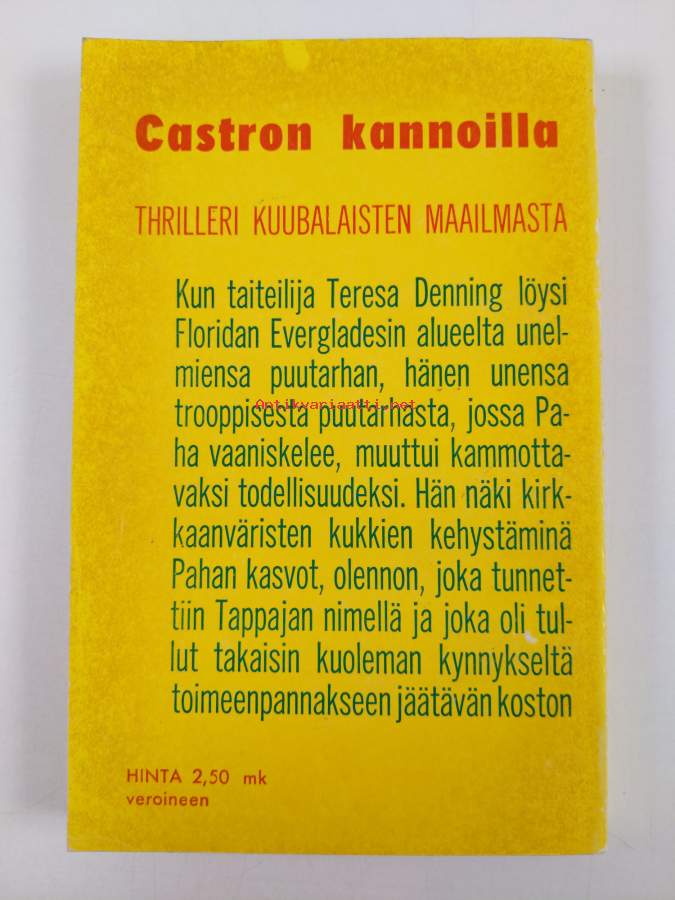 Castron kannoilla
THRILLERI KUUBALAISTEN MAAILMASTA
Kun taiteilija Teresa Denning löysi
Floridan Evergladesin alueelta unel-
miensa puutarhan, hänen unensa
trooppisesta puutarhasta, jossa Pa-
Antikvariaatti.net
ha vaaniskelee, muuttui kammotta-
vaksi todellisuudeksi. Hän näki kirk-
kaanväristen kukkien kehystäminä
Pahan kasvot, olennon, joka tunnet-
tiin Tappajan nimellä ja joka oli tul-
lut takaisin kuoleman kynnykseltä
toimeenpannakseen jäätävän koston
HINTA 2,50 mk
veroineen